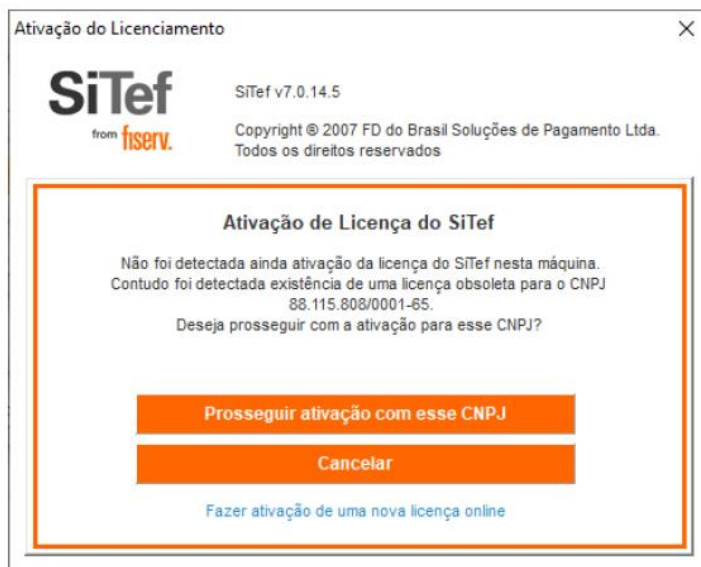 Ativação do Licenciamento
SiTef
from fiserv.
SiTef v7.0.14.5
Copyright ® 2007 FD do Brasil Soluções de Pagamento Ltda.
Todos os direitos reservados
Ativação de Licença do SiTef
Não foi detectada ainda ativação da licença do SiTef nesta máquina.
Contudo foi detectada existência de uma licença obsoleta para o CNPJ
88.115.808/0001-65.
Deseja prosseguir com a ativação para esse CNPJ?
Prosseguir ativação com esse CNPJ
Cancelar
Fazer ativação de uma nova licença online